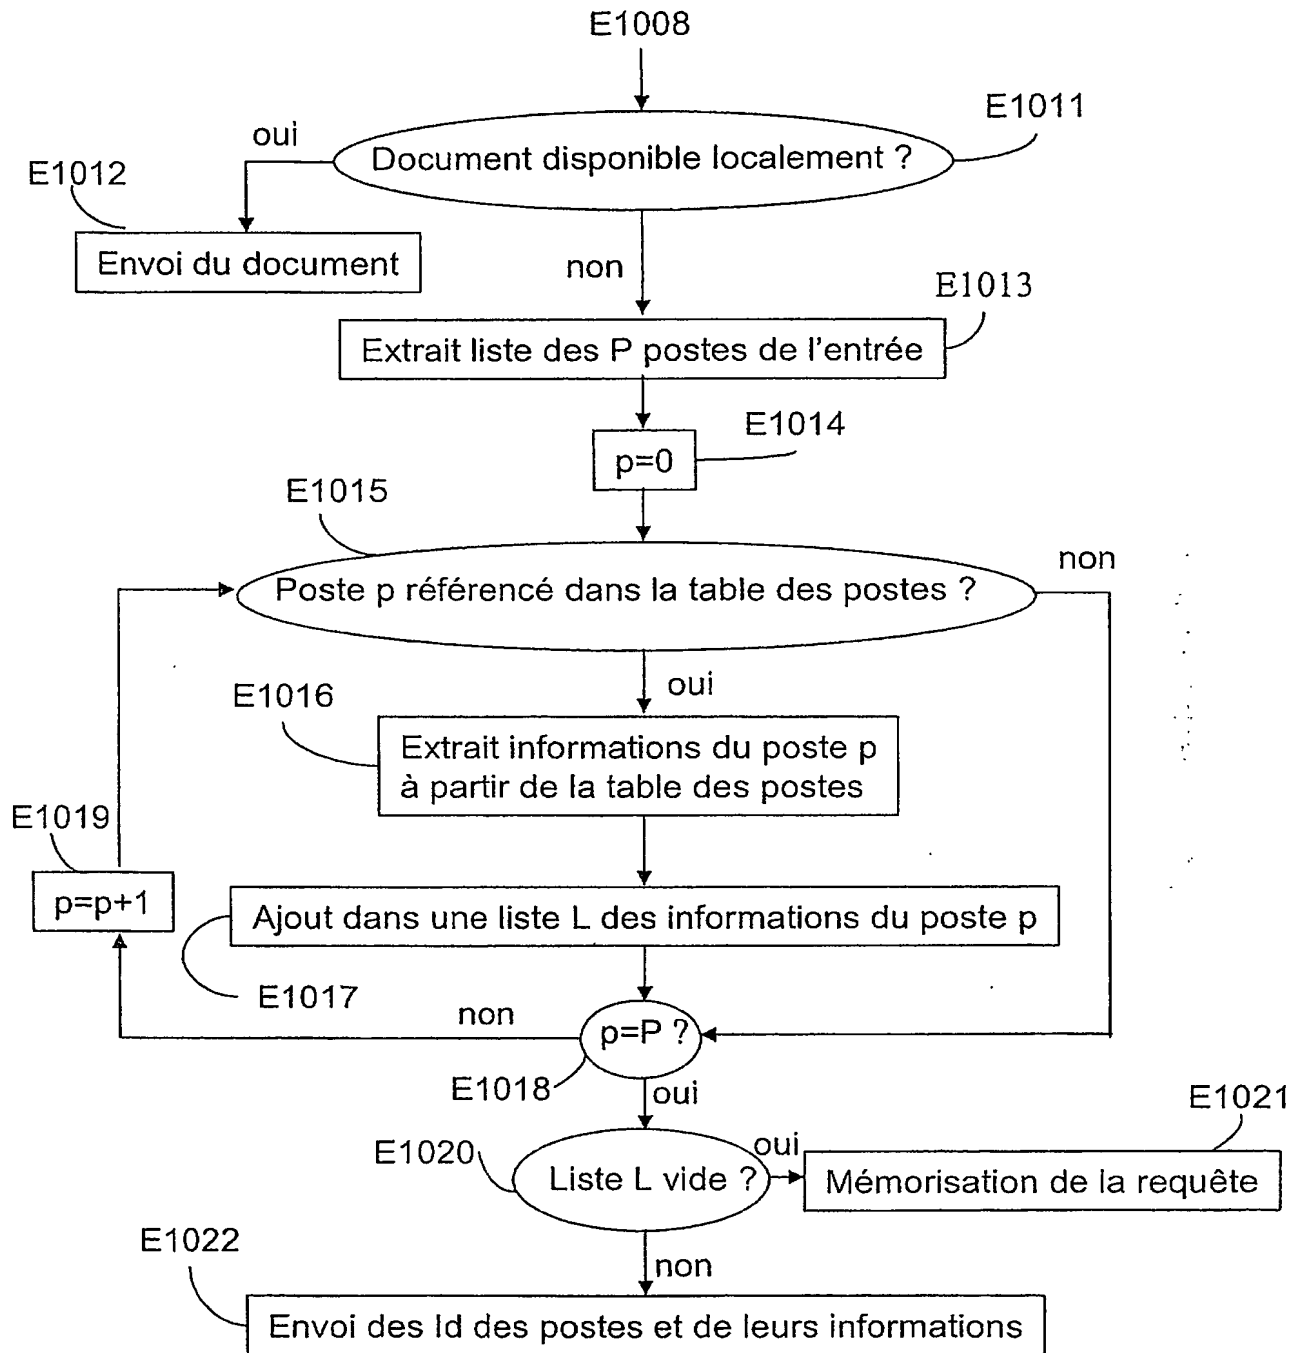 E1008
E1011
oui
Document disponible localement ?
E1012
Envoi du document
non
E1013
Extrait liste des P postes de l'entrée
E1014
p=0
E1015
non
Poste p référencé dans la table des postes ?
oui
E1016
Extrait informations du poste p
à partir de la table des postes
E1019
p=p+1
Ajout dans une liste L des informations du poste p
E1017
non
p=P ?
E1018
oui
E1021
E1020
oui
Liste L vide ?
Mémorisation de la requête
E1022
non
Envoi des Id des postes et de leurs informations